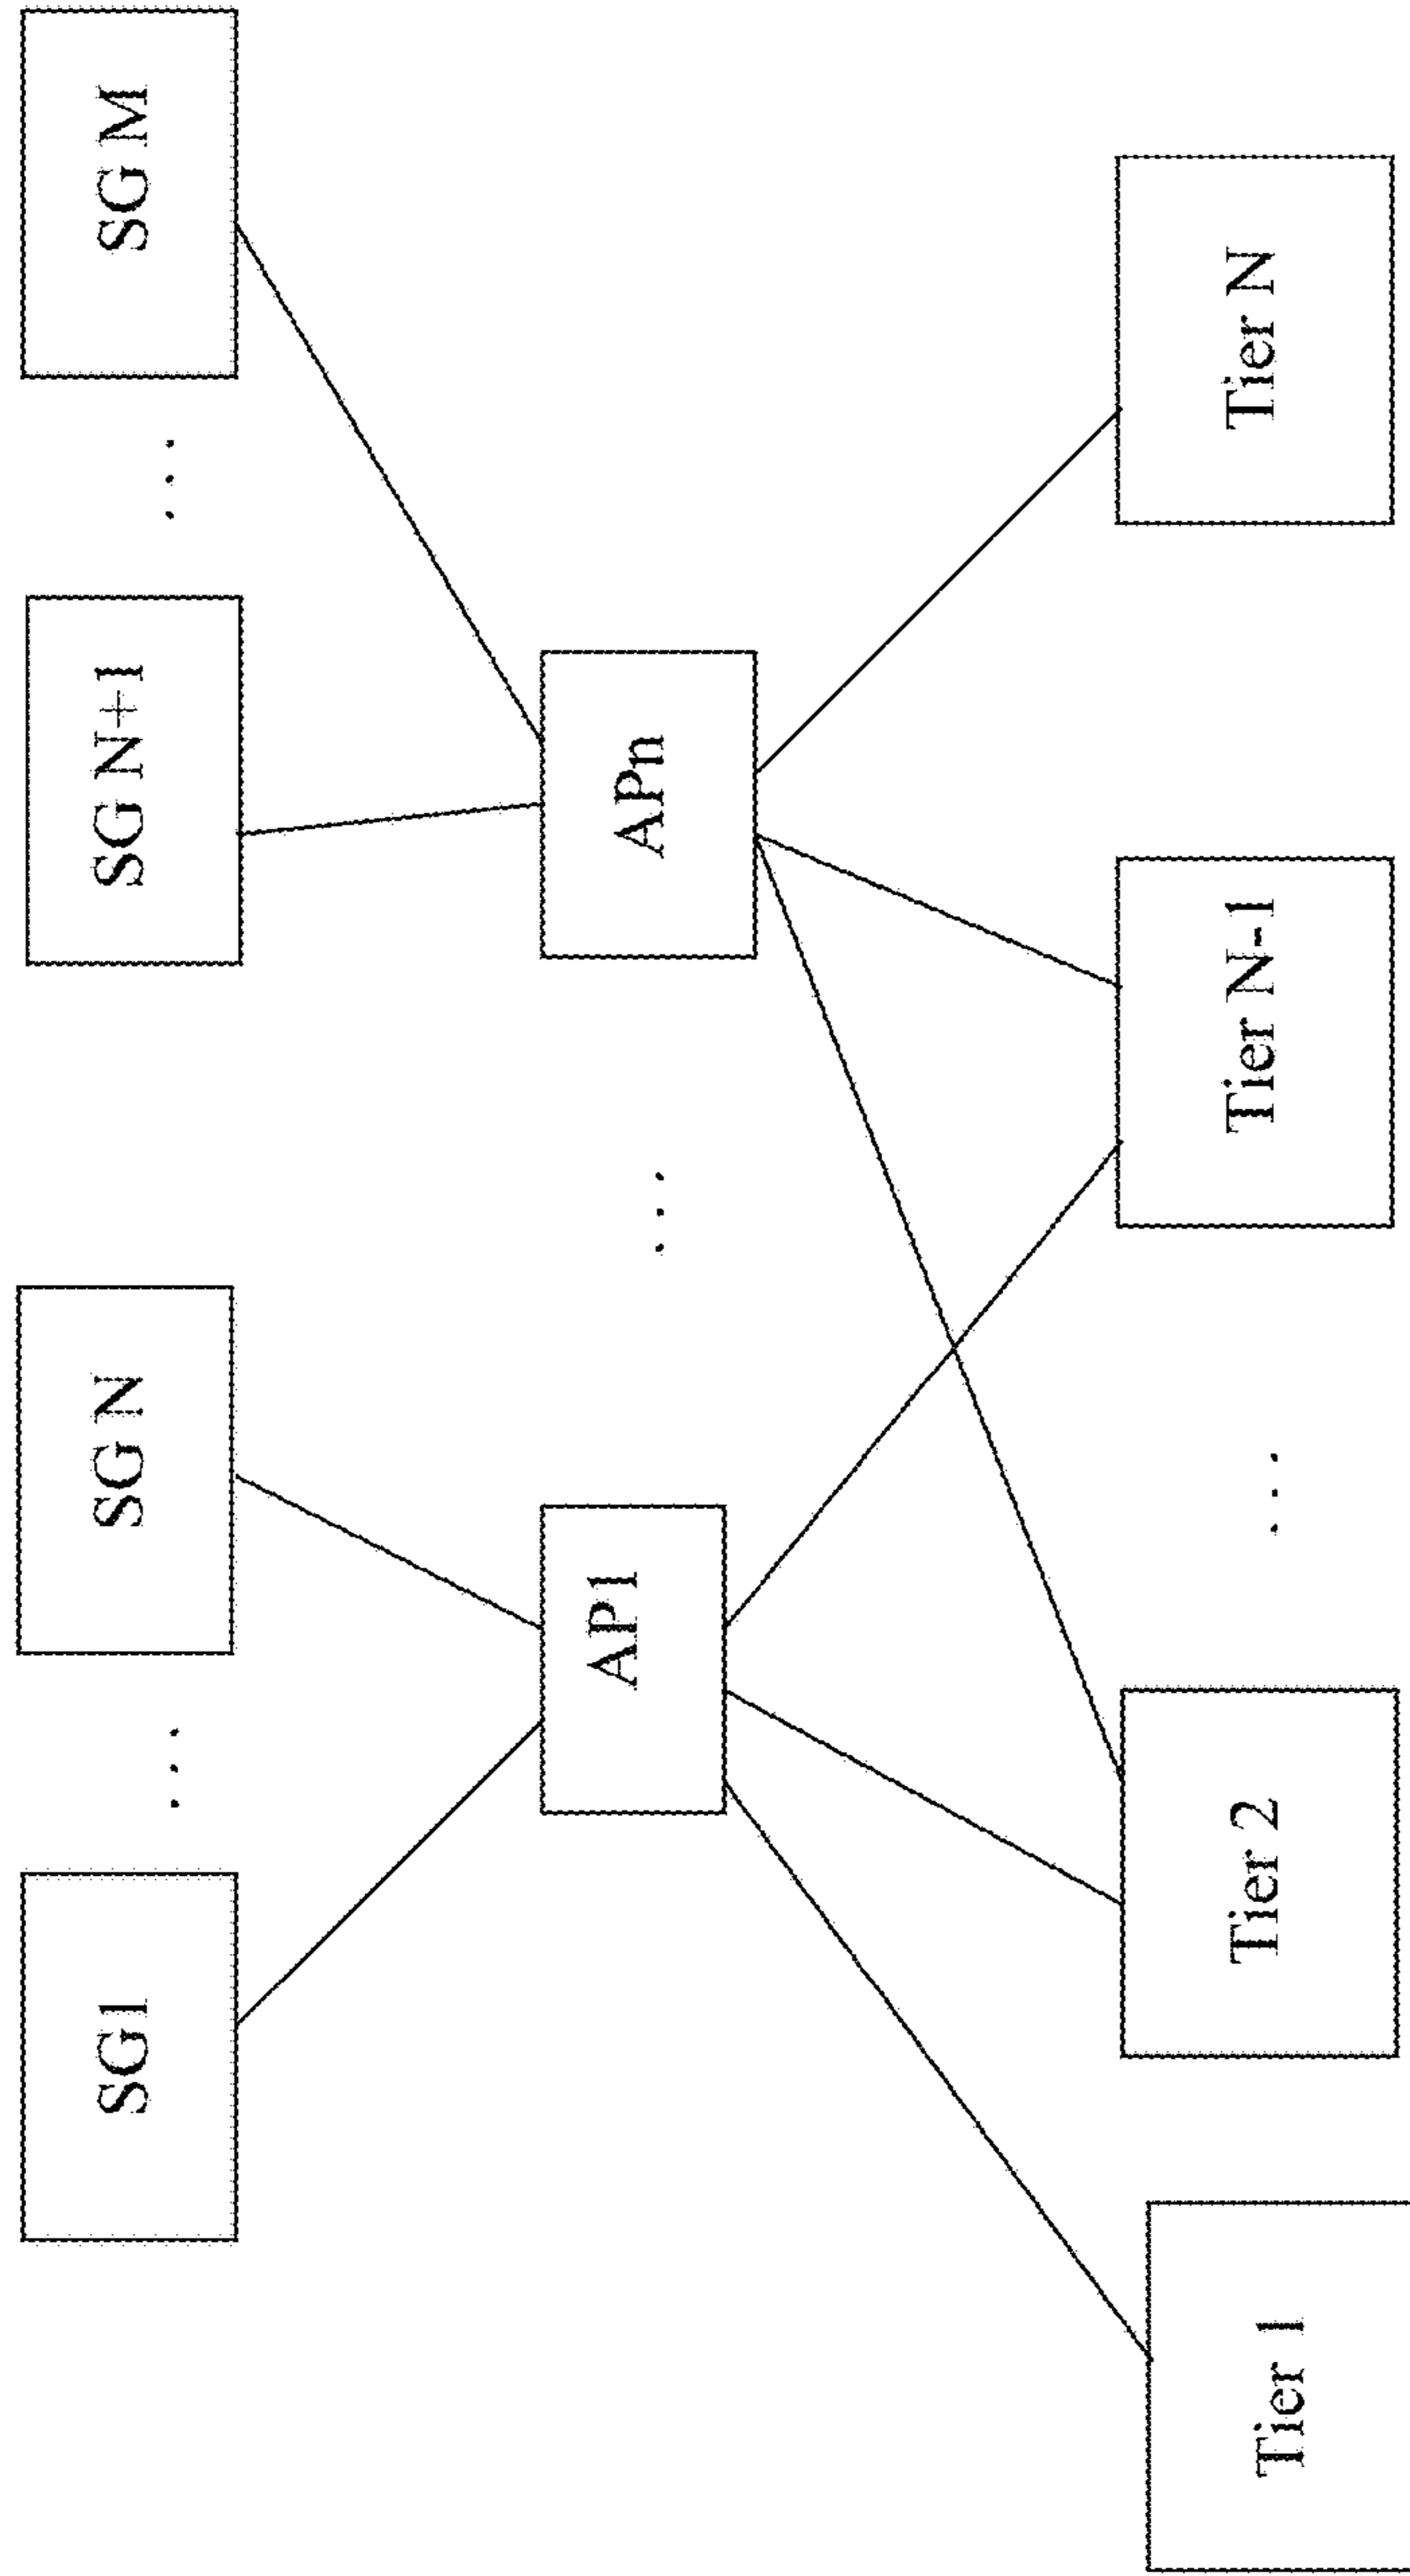 SG1
...
SG N
SG N+1
...
SG M
AP1
...
APn
Tier 1
Tier 2
...
Tier N-1
Tier N